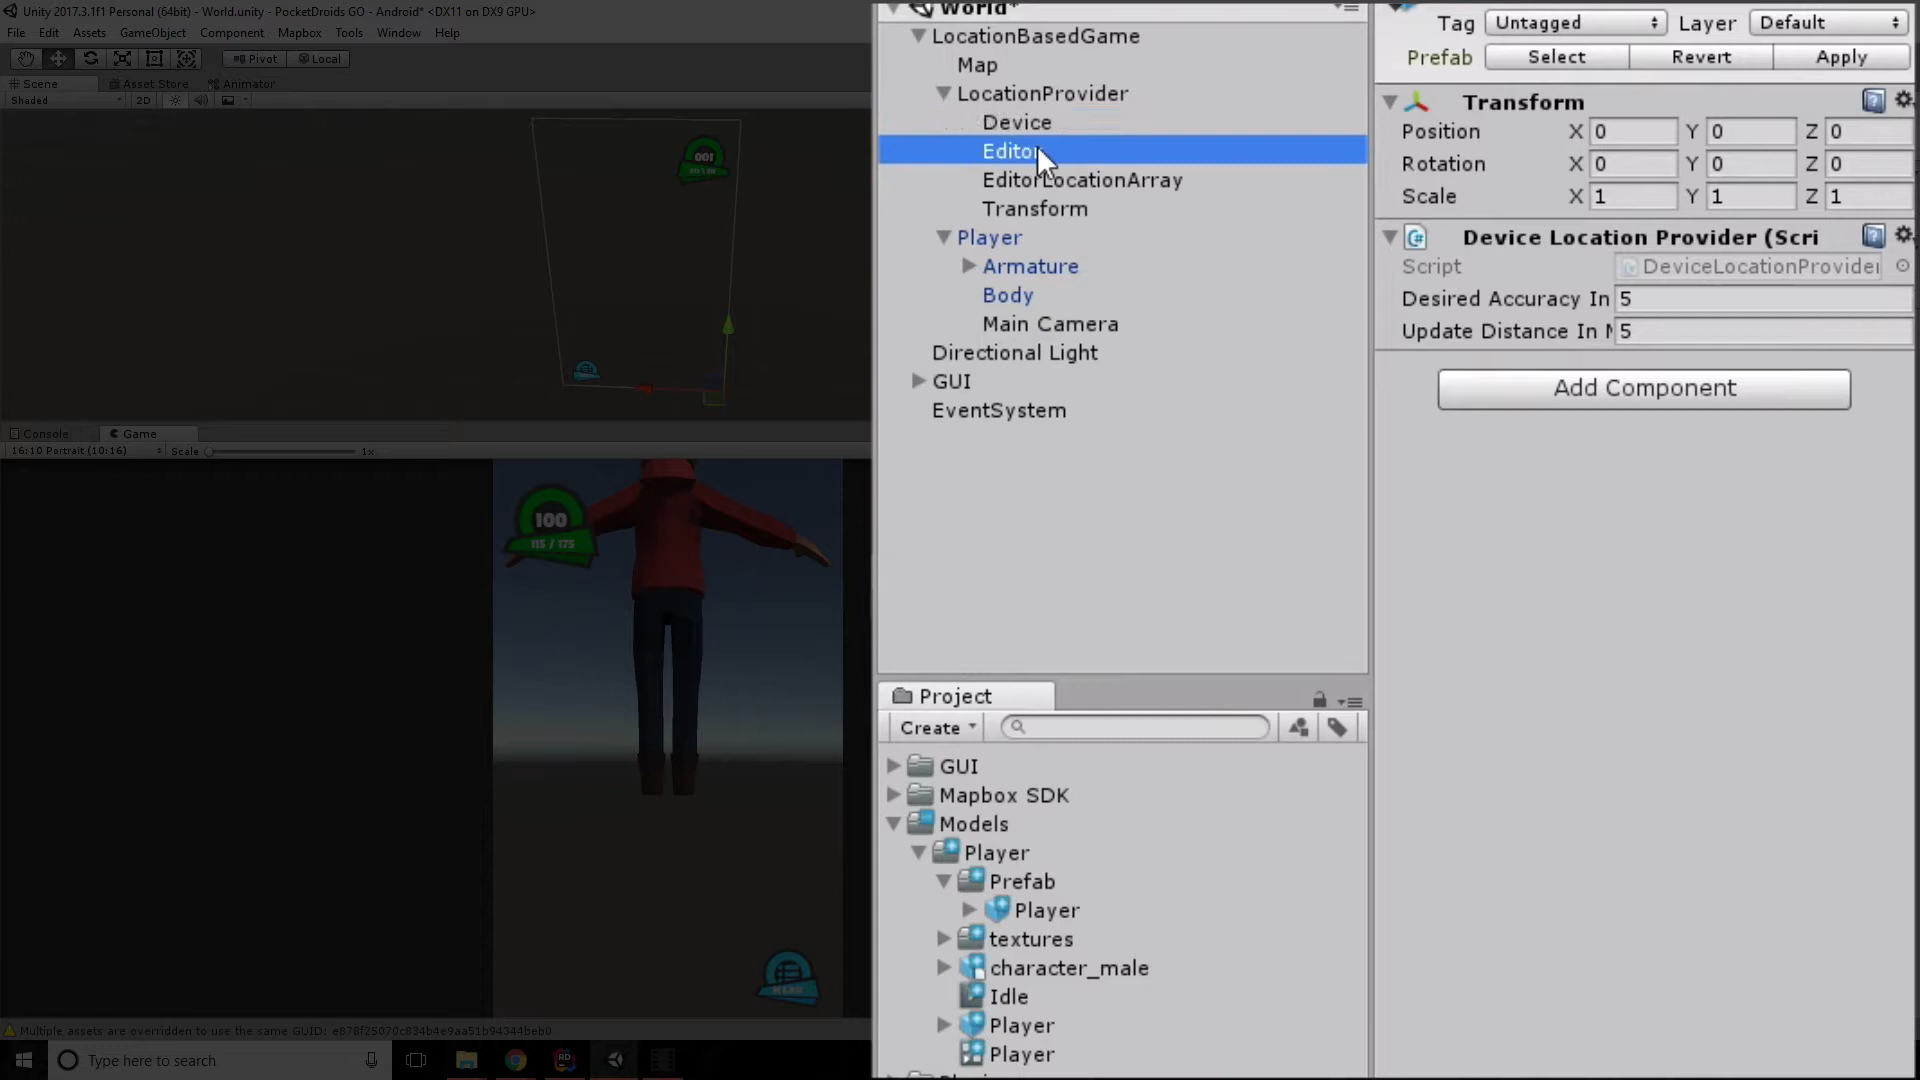 Unity 2017.3.1f1 Personal (64bit) - World.unity - PocketDroids GO - Android* <DX11 on DX9 GPU>
File Edit Assets GameObject Component Mapbox Tools Window Help
Pivot Local
Scene Asset Store Animator
Shaded 2D
001
Console Game
16:10 Portrait (10:16) Scale 1x
100
115 / 175
MENU
Multiple assets are overridden to use the same GUID: e878f25070c834b4e9aa51b94344beb0
Type here to search
World*
LocationBasedGame
Map
LocationProvider
Device
Editor
EditorLocationArray
Transform
Player
Armature
Body
Main Camera
Directional Light
GUI
EventSystem
Project
Create
GUI
Mapbox SDK
Models
Player
Prefab
Player
textures
character_male
Idle
Player
Player
Tag Untagged Layer Default
Prefab Select Revert Apply
Transform
Position X 0 Y 0 Z 0
Rotation X 0 Y 0 Z 0
Scale X 1 Y 1 Z 1
Device Location Provider (Scri
Script DeviceLocationProvider
Desired Accuracy In 5
Update Distance In M 5
Add Component